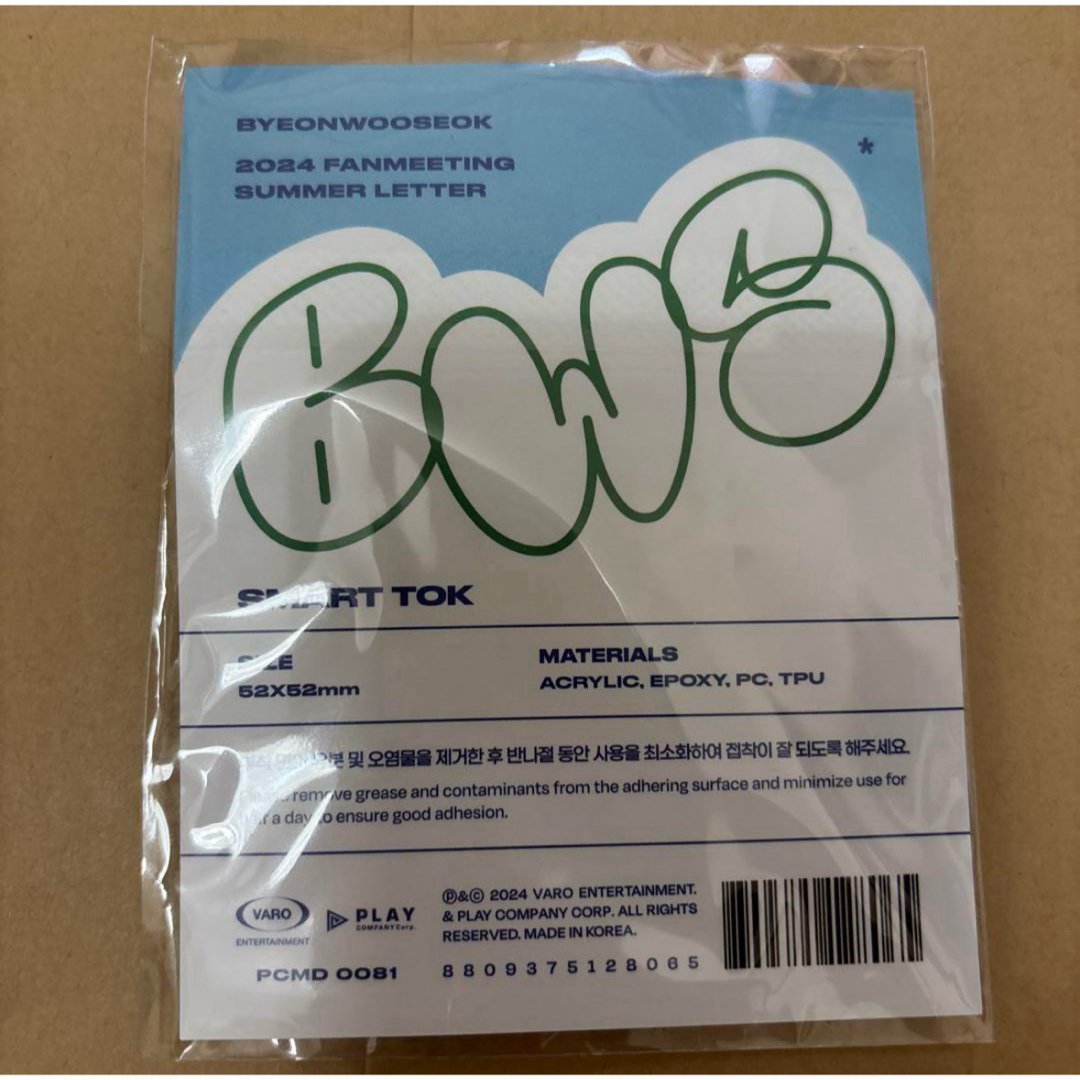 BYEONWOOSEOK
2024 FANMEETING
SUMMER LETTER
*
BWS
SMART TOK
SIZE
52X52mm
MATERIALS
ACRYLIC, EPOXY, PC, TPU
및 오염물을 제거한 후 반나절 동안 사용을 최소화하여 접착이 잘 되도록 해주세요.
remove grease and contaminants from the adhering surface and minimize use for
a day to ensure good adhesion.
VARO
ENTERTAINMENT
PLAY
COMPANY Corp.
PCMD 0081
Ⓟ&© 2024 VARO ENTERTAINMENT.
& PLAY COMPANY CORP. ALL RIGHTS
RESERVED. MADE IN KOREA.
8809375128065